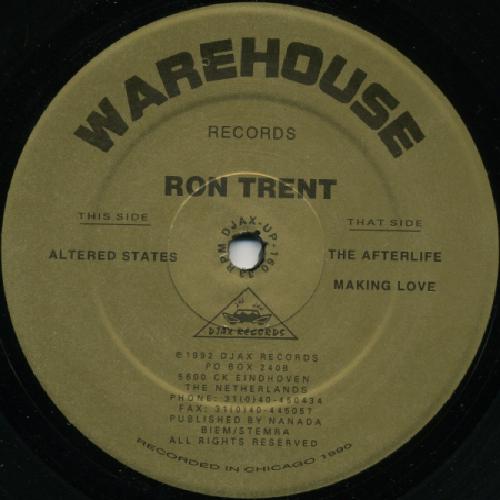 WAREHOUSE
RECORDS
RON TRENT
THIS SIDE
ALTERED STATES
THAT SIDE
THE AFTERLIFE
MAKING LOVE
33 RPM DJAX-UP-160
DJAX RECORDS
©1992 DJAX RECORDS
PO BOX 2408
5600 CK EINDHOVEN
THE NETHERLANDS
PHONE: 31(0)40-450434
FAX: 31(0)40-445057
PUBLISHED BY NANADA
BIEM/STEMRA
ALL RIGHTS RESERVED
RECORDED IN CHICAGO 1990